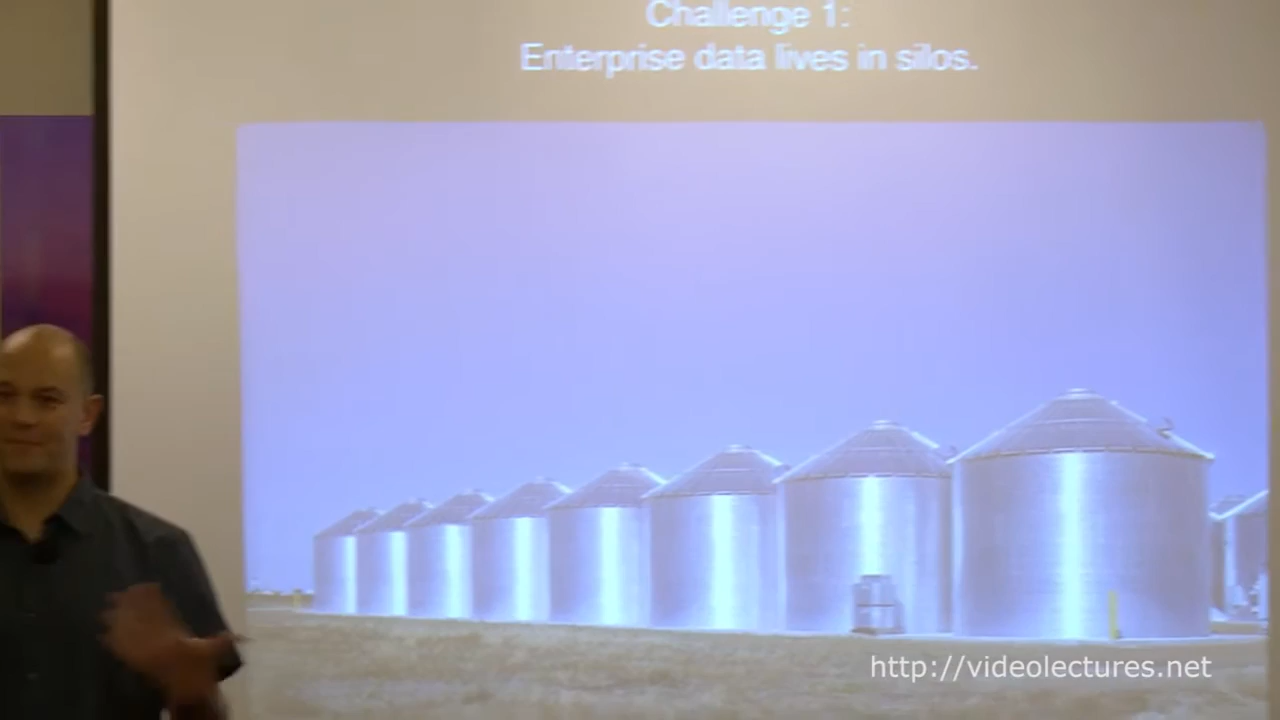 Challenge 1:
Enterprise data lives in silos.
http://videolectures.net